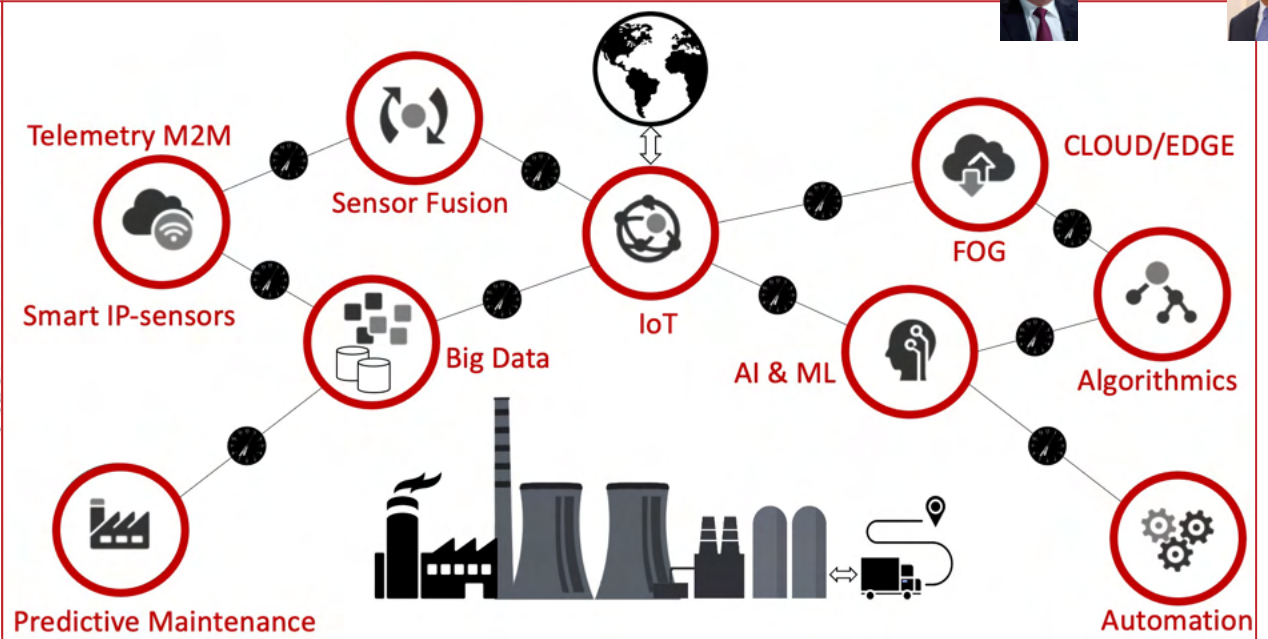 Telemetry M2M
Sensor Fusion
Smart IP-sensors
Big Data
IoT
CLOUD/EDGE
FOG
AI & ML
Algorithmics
Predictive Maintenance
Automation